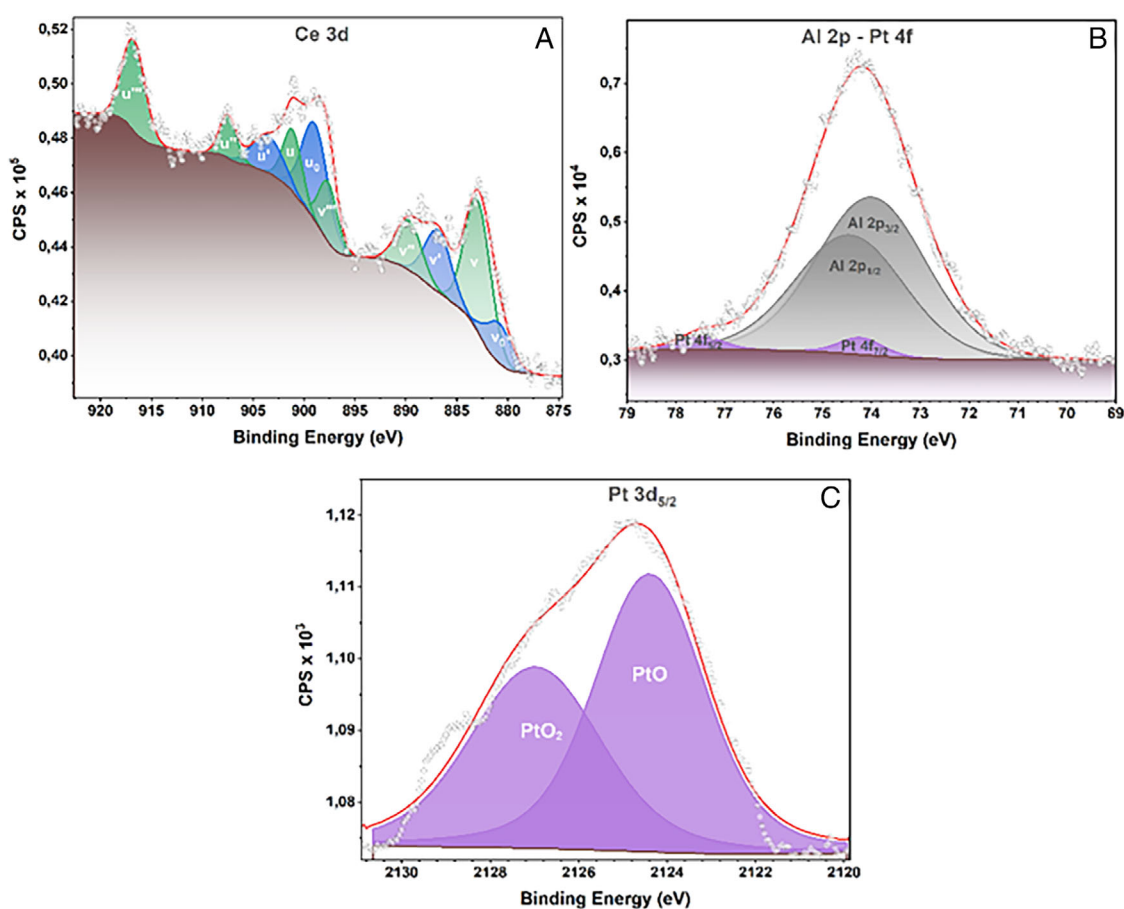 Ce 3d
A
0,52
0,50
0,48
0,46
0,44
0,42
0,40
CPS x 10⁵
u'''
u''
u'
u
u₀
v'''
v''
v'
v
v₀
920 915 910 905 900 895 890 885 880 875
Binding Energy (eV)
Al 2p - Pt 4f
B
0,7
0,6
0,5
0,4
0,3
CPS x 10⁴
Al 2p₃/₂
Al 2p₁/₂
Pt 4f₅/₂
Pt 4f₇/₂
79 78 77 76 75 74 73 72 71 70 69
Binding Energy (eV)
Pt 3d₅/₂
C
1,12
1,11
1,10
1,09
1,08
CPS x 10³
PtO
PtO₂
2130 2128 2126 2124 2122 2120
Binding Energy (eV)